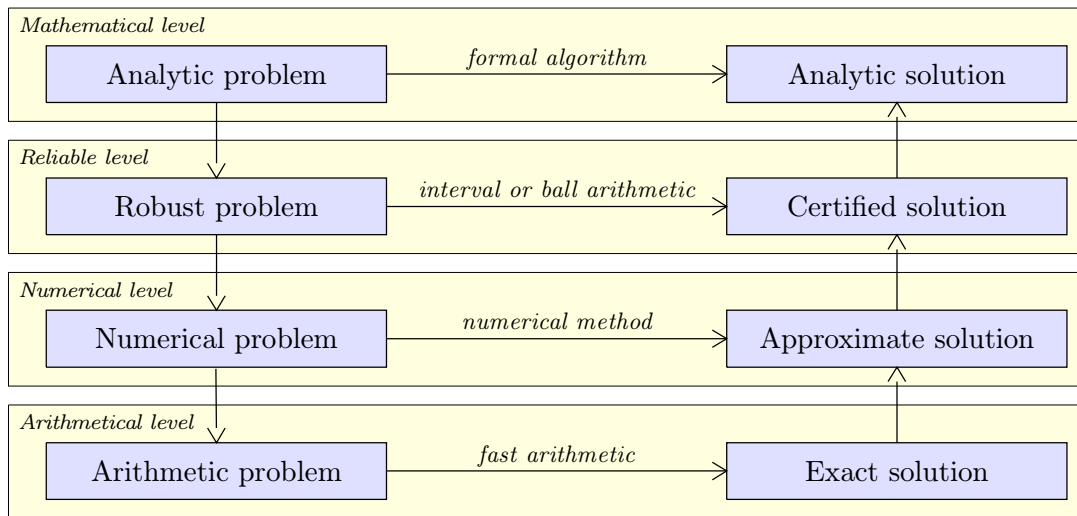 Mathematical level
Analytic problem
formal algorithm
Analytic solution
Reliable level
Robust problem
interval or ball arithmetic
Certified solution
Numerical level
Numerical problem
numerical method
Approximate solution
Arithmetical level
Arithmetic problem
fast arithmetic
Exact solution